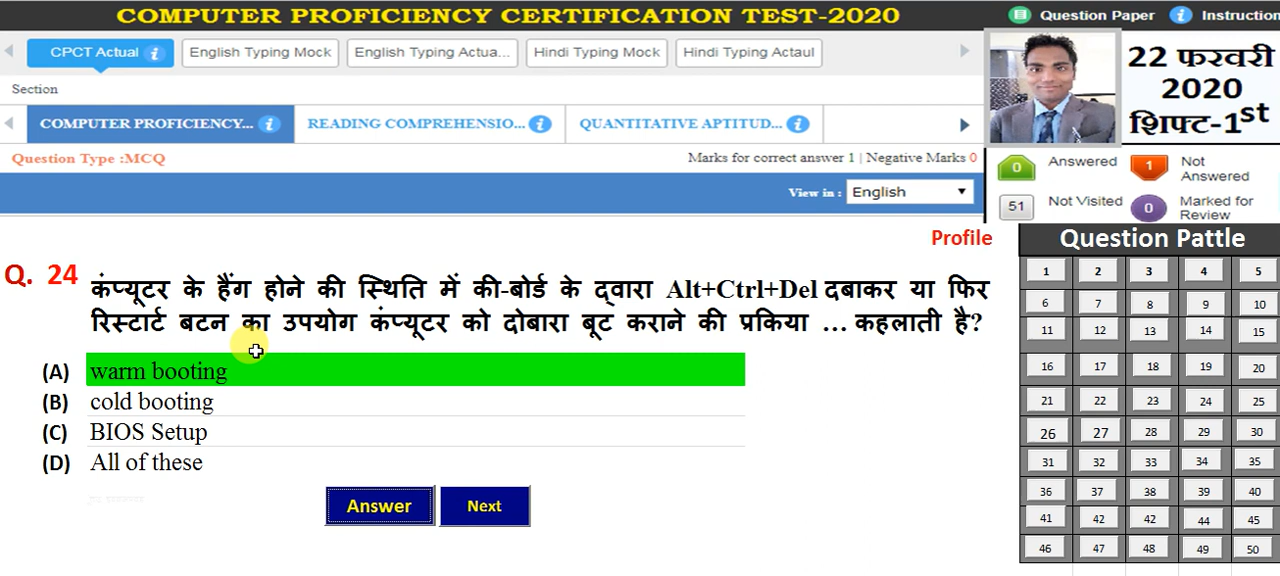 COMPUTER PROFICIENCY CERTIFICATION TEST-2020
Question Paper
Instruction
CPCT Actual
English Typing Mock
English Typing Actua...
Hindi Typing Mock
Hindi Typing Actaul
22 फरवरी
2020
शिफ्ट-1st
Section
COMPUTER PROFICIENCY...
READING COMPREHENSIO...
QUANTITATIVE APTITUD...
Question Type :MCQ
Marks for correct answer 1 | Negative Marks 0
View in : English
0 Answered
1 Not Answered
51 Not Visited
0 Marked for Review
Profile
Question Pattle
Q. 24 कंप्यूटर के हैंग होने की स्थिति में की-बोर्ड के द्वारा Alt+Ctrl+Del दबाकर या फिर
रिस्टार्ट बटन का उपयोग कंप्यूटर को दोबारा बूट कराने की प्रकिया ... कहलाती है?
(A) warm booting
(B) cold booting
(C) BIOS Setup
(D) All of these
Answer
Next
1 2 3 4 5
6 7 8 9 10
11 12 13 14 15
16 17 18 19 20
21 22 23 24 25
26 27 28 29 30
31 32 33 34 35
36 37 38 39 40
41 42 42 44 45
46 47 48 49 50